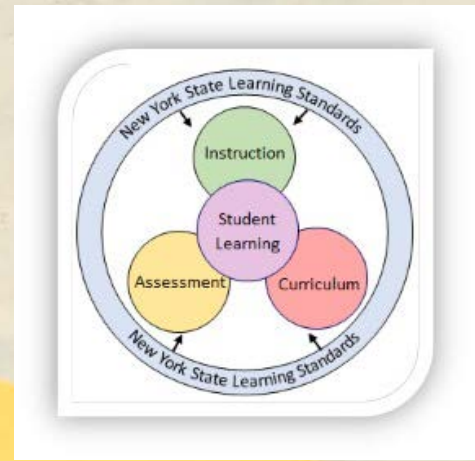 New York State Learning Standards
Instruction
Student
Learning
Assessment
Curriculum
New York State Learning Standards